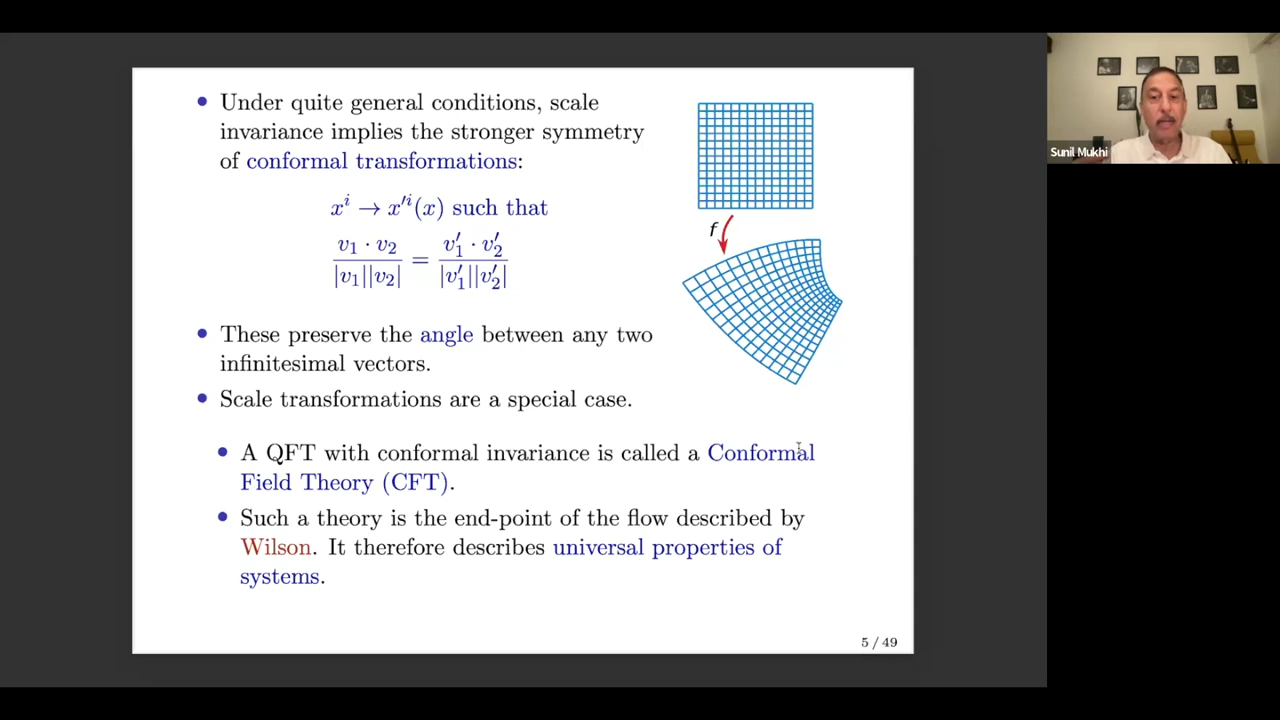 • Under quite general conditions, scale
invariance implies the stronger symmetry
of conformal transformations:
xⁱ → x′ⁱ(x) such that
v₁ · v₂ / |v₁||v₂| = v′₁ · v′₂ / |v′₁||v′₂|
f
• These preserve the angle between any two
infinitesimal vectors.
• Scale transformations are a special case.
• A QFT with conformal invariance is called a Conformal
Field Theory (CFT).
• Such a theory is the end-point of the flow described by
Wilson. It therefore describes universal properties of
systems.
5 / 49
Sunil Mukhi